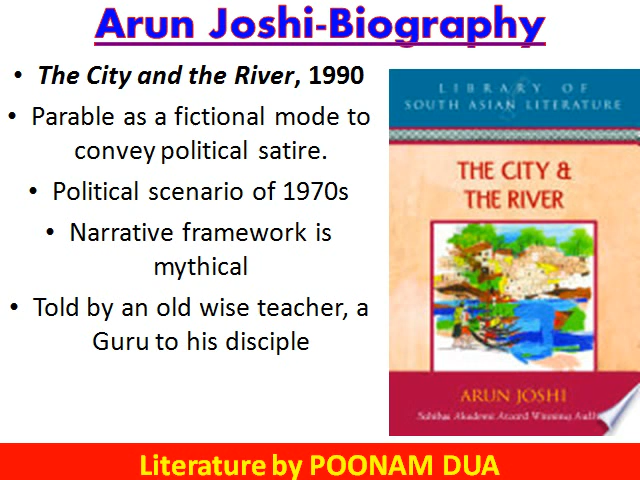 Arun Joshi-Biography
• The City and the River, 1990
• Parable as a fictional mode to
convey political satire.
• Political scenario of 1970s
• Narrative framework is
mythical
• Told by an old wise teacher, a
Guru to his disciple
LIBRARY OF
SOUTH ASIAN LITERATURE
THE CITY &
THE RIVER
ARUN JOSHI
Sahitya Akademi Award Winning
Literature by POONAM DUA